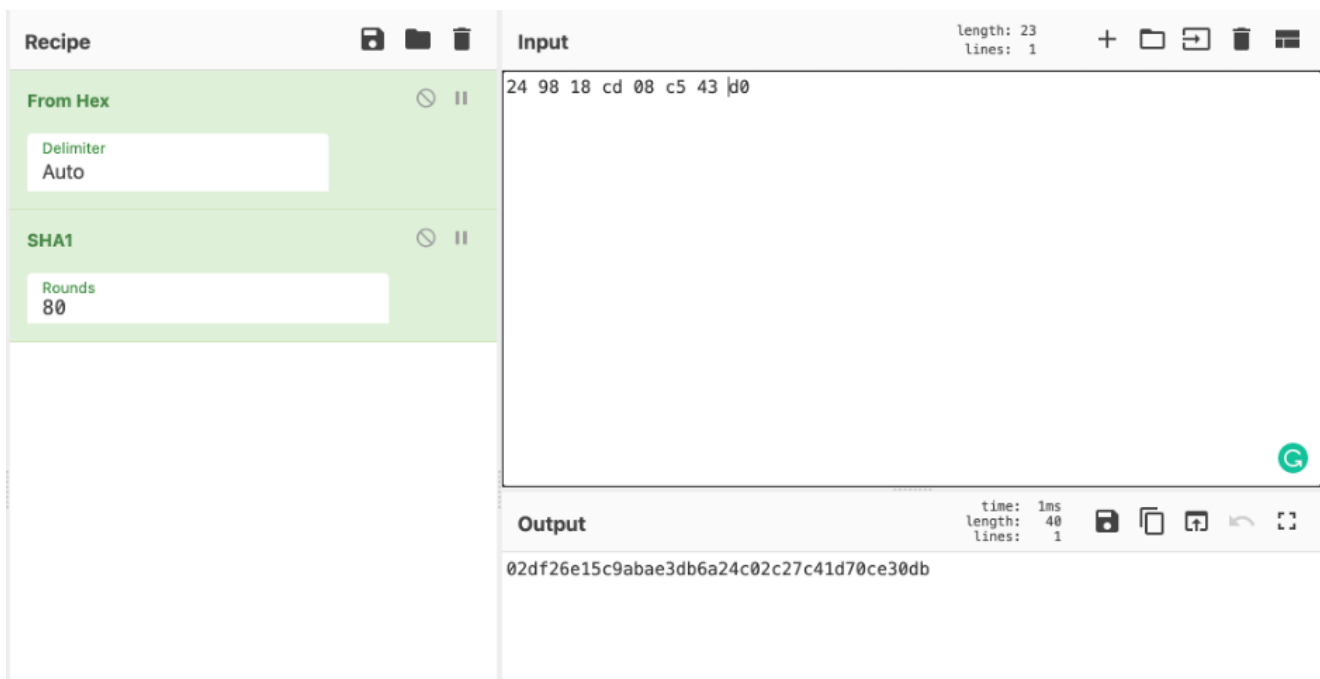 Recipe
From Hex
Delimiter
Auto
SHA1
Rounds
80
Input
length: 23
lines: 1
24 98 18 cd 08 c5 43 d0
Output
time: 1ms
length: 40
lines: 1
02df26e15c9abae3db6a24c02c27c41d70ce30db